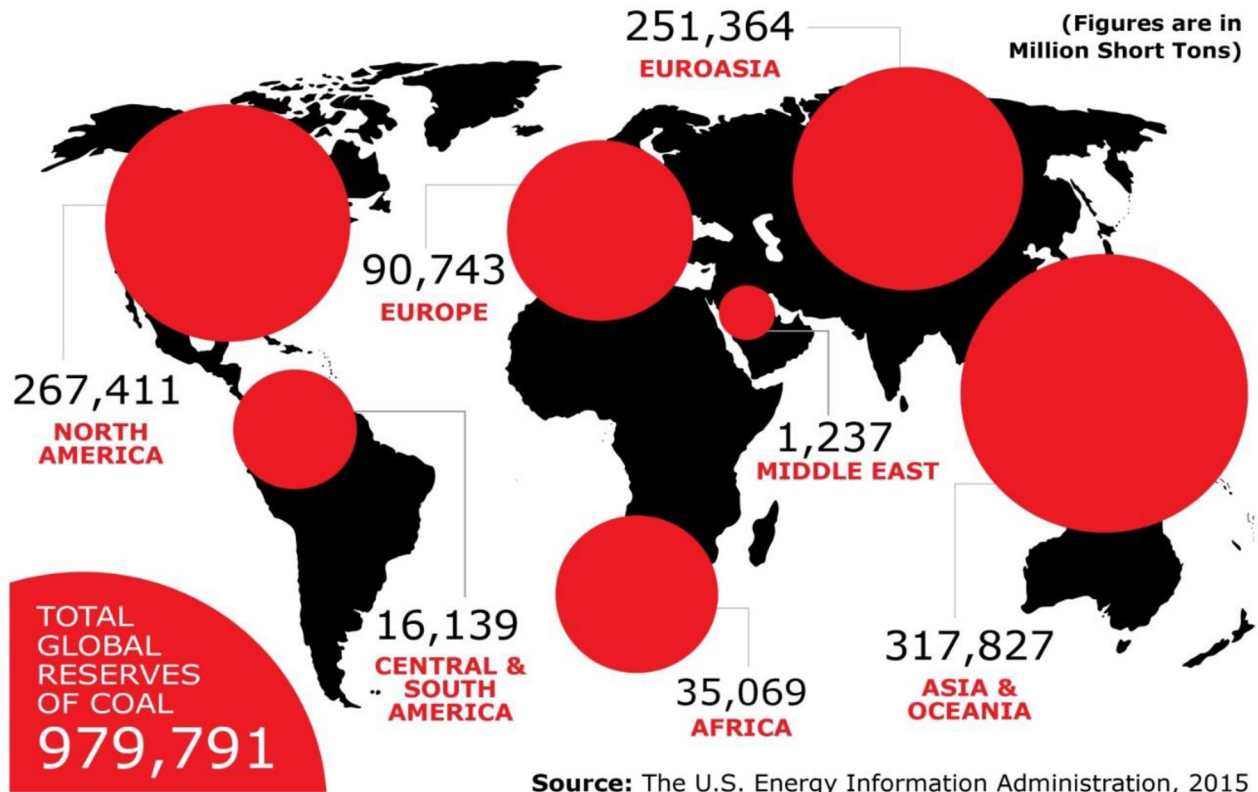 251,364
EUROASIA
(Figures are in
Million Short Tons)
90,743
EUROPE
267,411
NORTH
AMERICA
1,237
MIDDLE EAST
16,139
CENTRAL &
SOUTH
AMERICA
35,069
AFRICA
317,827
ASIA &
OCEANIA
TOTAL
GLOBAL
RESERVES
OF COAL
979,791
Source: The U.S. Energy Information Administration, 2015